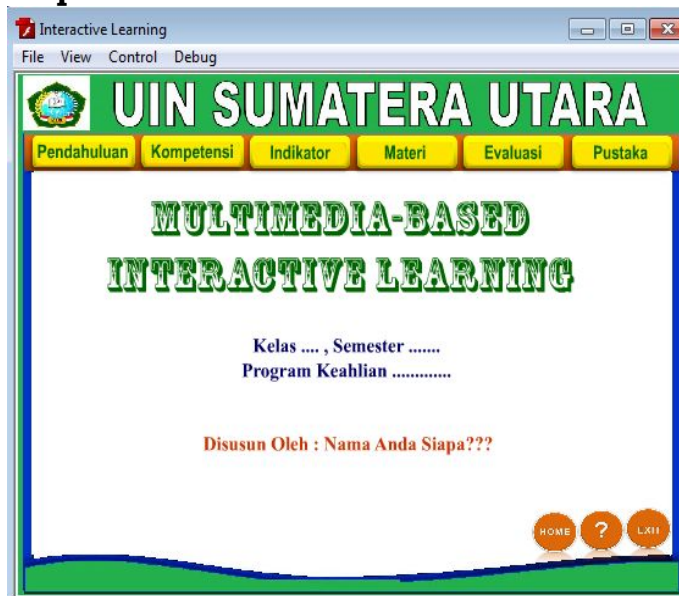 Interactive Learning
File View Control Debug
UIN SUMATERA UTARA
Pendahuluan Kompetensi Indikator Materi Evaluasi Pustaka
MULTIMEDIA-BASED
INTERACTIVE LEARNING
Kelas .... , Semester .......
Program Keahlian .............
Disusun Oleh : Nama Anda Siapa???
HOME ? EXIT